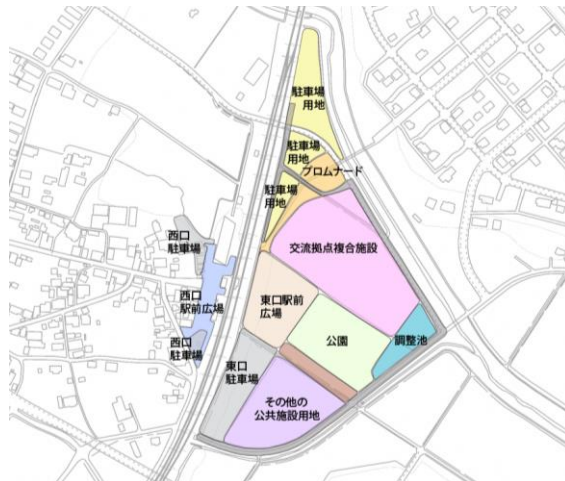 駐車場
用地
駐車場
用地
プロムナード
駐車場
用地
西口
駐車場
交流拠点複合施設
西口
駅前広場
東口駅前
広場
公園
調整池
西口
駐車場
東口
駐車場
その他の
公共施設用地